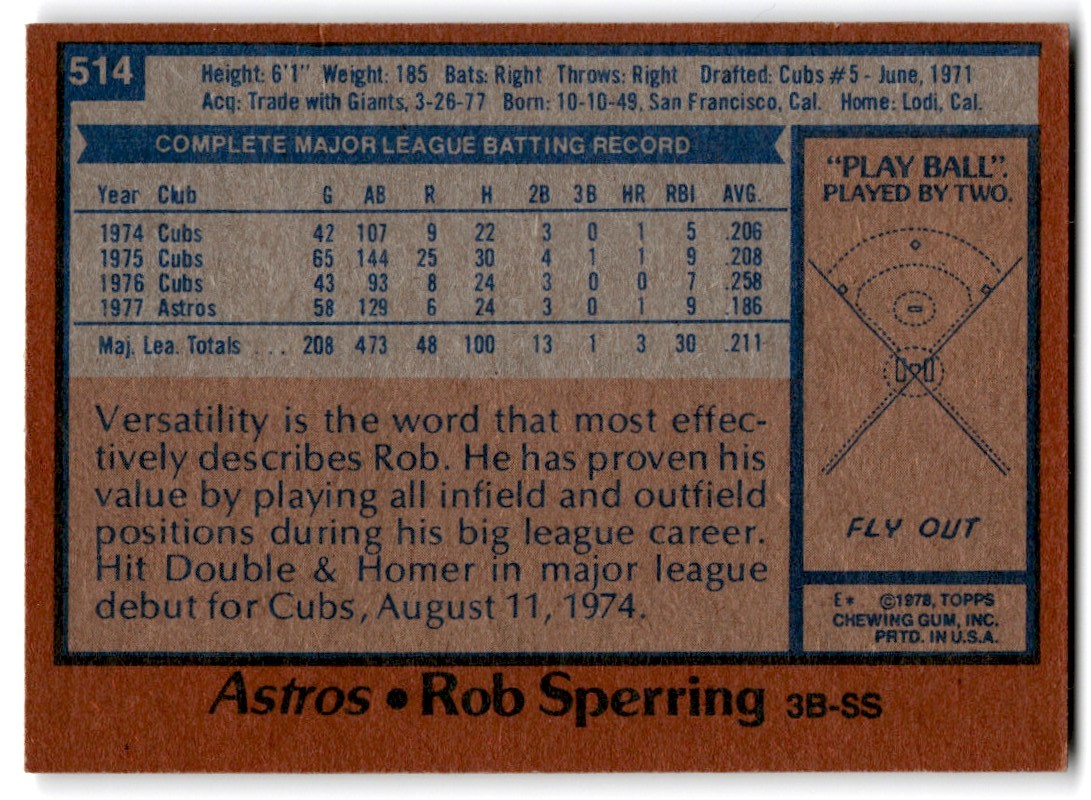 514
Height: 6'1" Weight: 185 Bats: Right Throws: Right Drafted: Cubs #5 - June, 1971
Acq: Trade with Giants, 3-26-77 Born: 10-10-49, San Francisco, Cal. Home: Lodi, Cal.
COMPLETE MAJOR LEAGUE BATTING RECORD
Year Club G AB R H 2B 3B HR RBI AVG.
1974 Cubs 42 107 9 22 3 0 1 5 .206
1975 Cubs 65 144 25 30 4 1 1 9 .208
1976 Cubs 43 93 8 24 3 0 0 7 .258
1977 Astros 58 129 6 24 3 0 1 9 .186
Maj. Lea. Totals ... 208 473 48 100 13 1 3 30 .211
Versatility is the word that most effec-
tively describes Rob. He has proven his
value by playing all infield and outfield
positions during his big league career.
Hit Double & Homer in major league
debut for Cubs, August 11, 1974.
"PLAY BALL".
PLAYED BY TWO.
FLY OUT
E* ©1978, TOPPS
CHEWING GUM, INC.
PRTD. IN U.S.A.
Astros • Rob Sperring 3B-SS